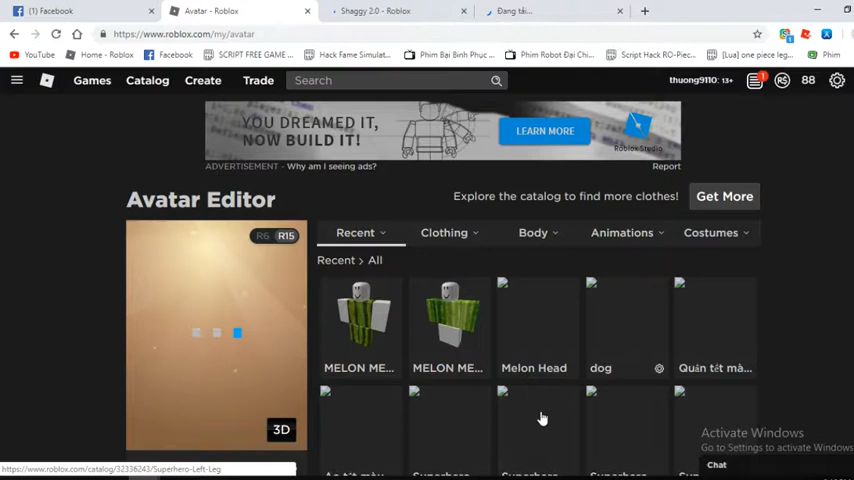 (1) Facebook
Avatar - Roblox
Shaggy 2.0 - Roblox
Đang tải...
https://www.roblox.com/my/avatar
YouTube
Home - Roblox
Facebook
SCRIPT FREE GAM...
Hack Fame Simulat...
Phim Bai Binh Phuc ...
Phim Robot Đại Chi...
Script Hack RO-Piec...
[Lua] one piece leg...
Phim
Games
Catalog
Create
Trade
Search
thuong9110: 13+
1
88
YOU DREAMED IT,
NOW BUILD IT!
LEARN MORE
Roblox Studio
ADVERTISEMENT - Why am I seeing ads?
Report
Avatar Editor
Explore the catalog to find more clothes!
Get More
R6 R15
Recent
Clothing
Body
Animations
Costumes
Recent > All
MELON ME...
MELON ME...
Melon Head
dog
Quần tết mà...
3D
Activate Windows
Go to Settings to activate Windows
Chat
https://www.roblox.com/catalog/32336243/Superhero-Left-Leg